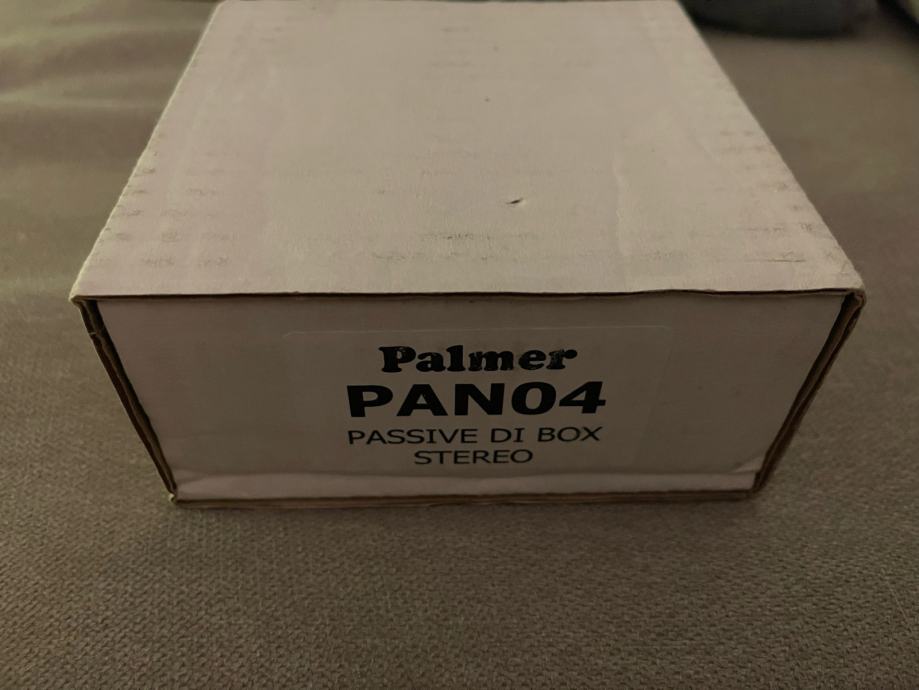 Palmer
PAN04
PASSIVE DI BOX
STEREO